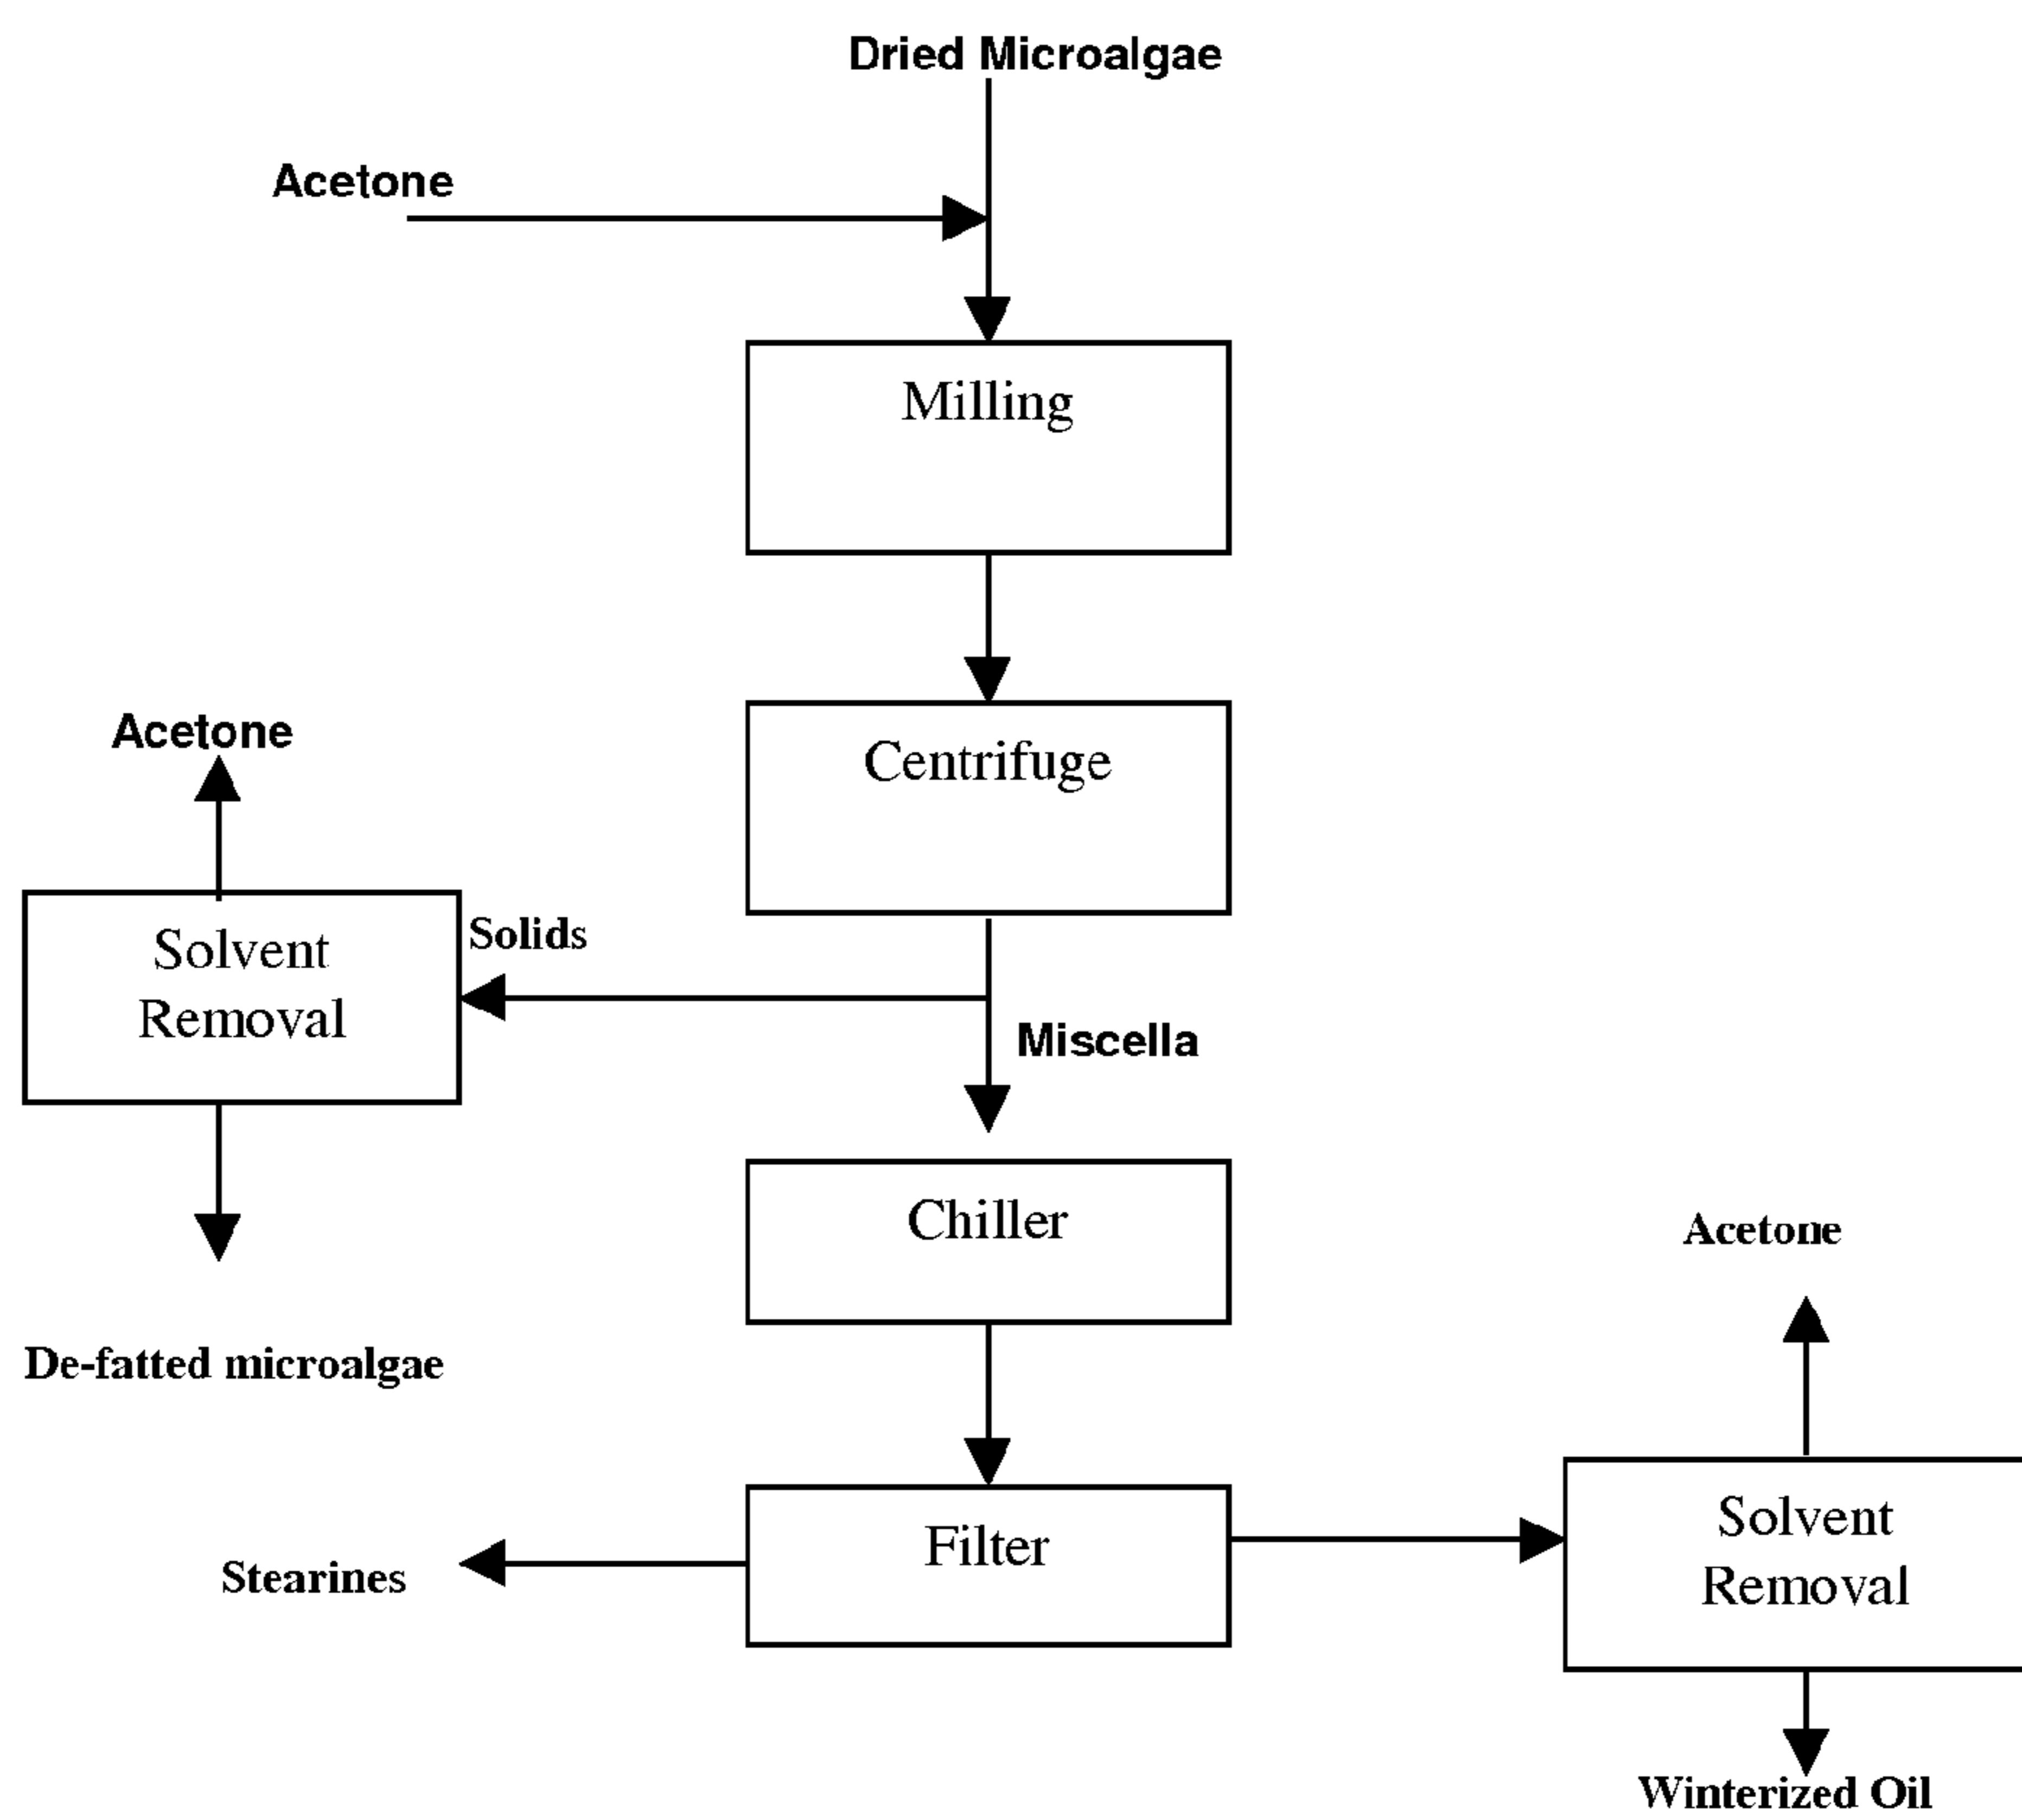 Dried Microalgae
Acetone
Milling
Centrifuge
Acetone
Solvent
Removal
Solids
Miscella
De-fatted microalgae
Chiller
Acetone
Filter
Stearines
Solvent
Removal
Winterized Oil